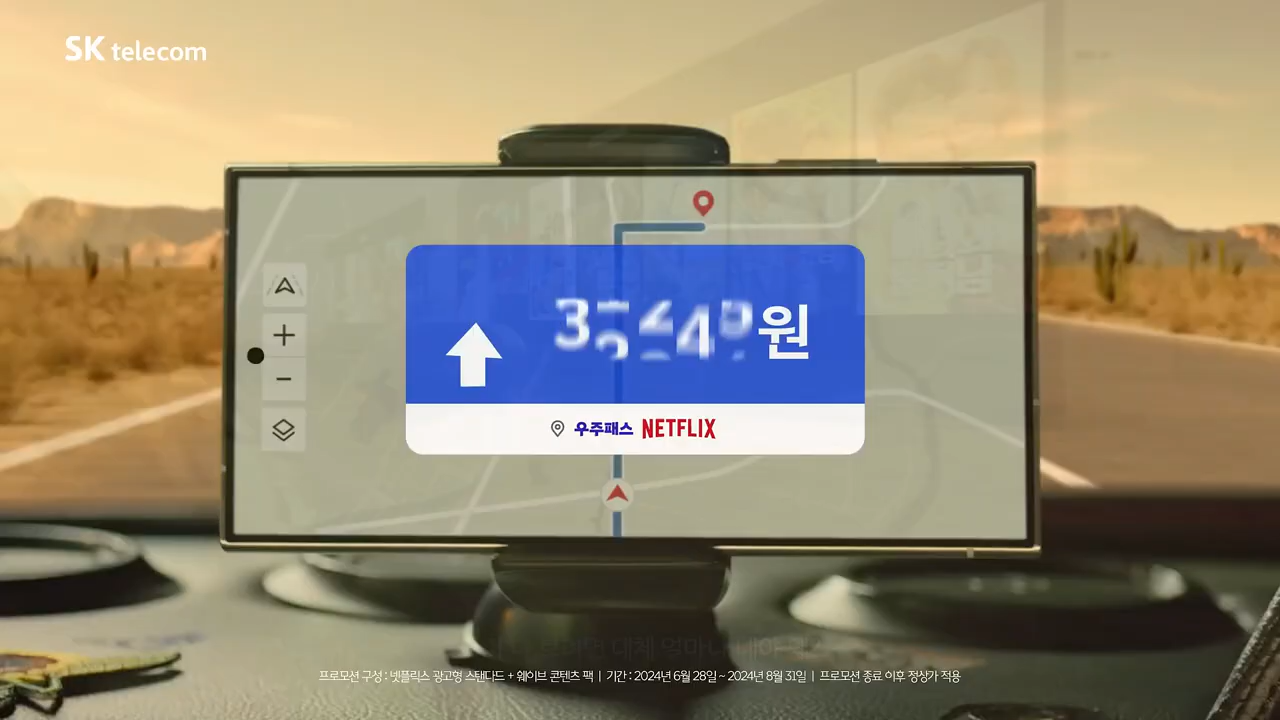 SK telecom
원
우주패스 NETFLIX
프로모션 구성 : 넷플릭스 광고형 스탠다드 + 웨이브 콘텐츠 팩 | 기간 : 2024년 6월 28일 ~ 2024년 8월 31일 | 프로모션 종료 이후 정상가 적용